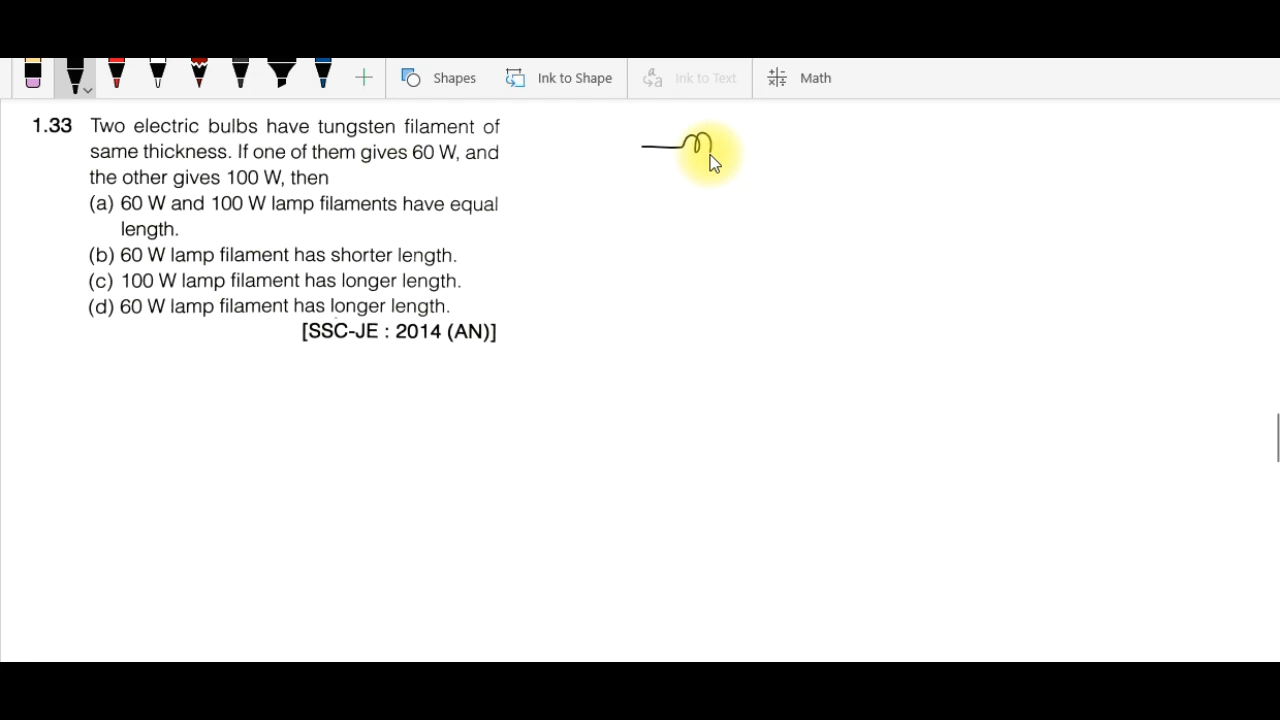 Shapes Ink to Shape Ink to Text Math
1.33 Two electric bulbs have tungsten filament of
same thickness. If one of them gives 60 W, and
the other gives 100 W, then
(a) 60 W and 100 W lamp filaments have equal
length.
(b) 60 W lamp filament has shorter length.
(c) 100 W lamp filament has longer length.
(d) 60 W lamp filament has longer length.
[SSC-JE : 2014 (AN)]